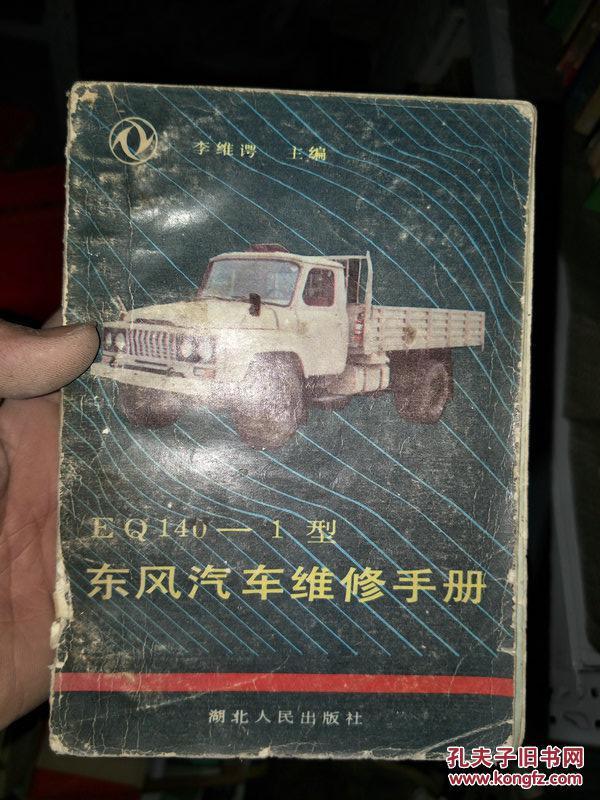 李维谔 主编
EQ140—1 型
东风汽车维修手册
湖北人民出版社
孔夫子旧书网
www.kongfz.com